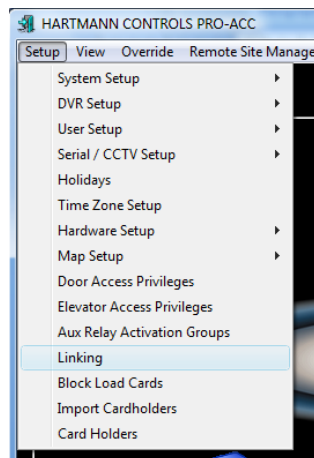 HARTMANN CONTROLS PRO-ACC
Setup View Override Remote Site Manage
System Setup
DVR Setup
User Setup
Serial / CCTV Setup
Holidays
Time Zone Setup
Hardware Setup
Map Setup
Door Access Privileges
Elevator Access Privileges
Aux Relay Activation Groups
Linking
Block Load Cards
Import Cardholders
Card Holders